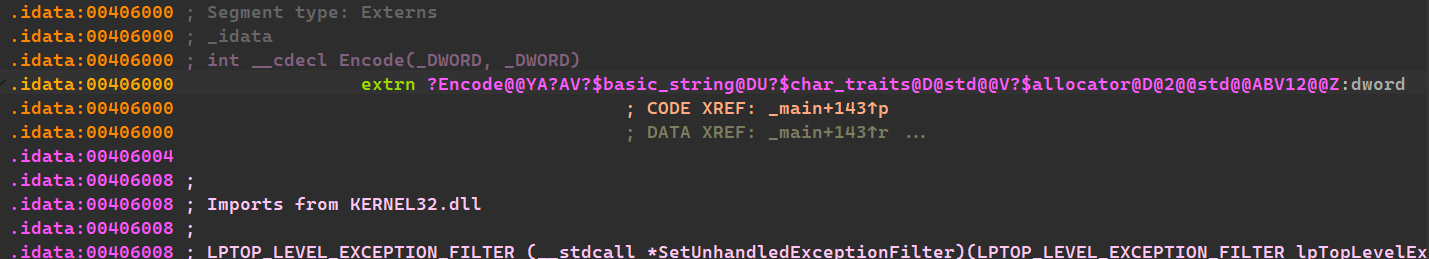 .idata:00406000 ; Segment type: Externs
.idata:00406000 ; _idata
.idata:00406000 ; int __cdecl Encode(_DWORD, _DWORD)
.idata:00406000 extrn ?Encode@@YA?AV?$basic_string@DU?$char_traits@D@std@@V?$allocator@D@2@@std@@ABV12@@Z:dword
.idata:00406000 ; CODE XREF: _main+143↑p
.idata:00406000 ; DATA XREF: _main+143↑r ...
.idata:00406004
.idata:00406008 ;
.idata:00406008 ; Imports from KERNEL32.dll
.idata:00406008 ;
.idata:00406008 ; LPTOP_LEVEL_EXCEPTION_FILTER (__stdcall *SetUnhandledExceptionFilter)(LPTOP_LEVEL_EXCEPTION_FILTER lpTopLevelEx